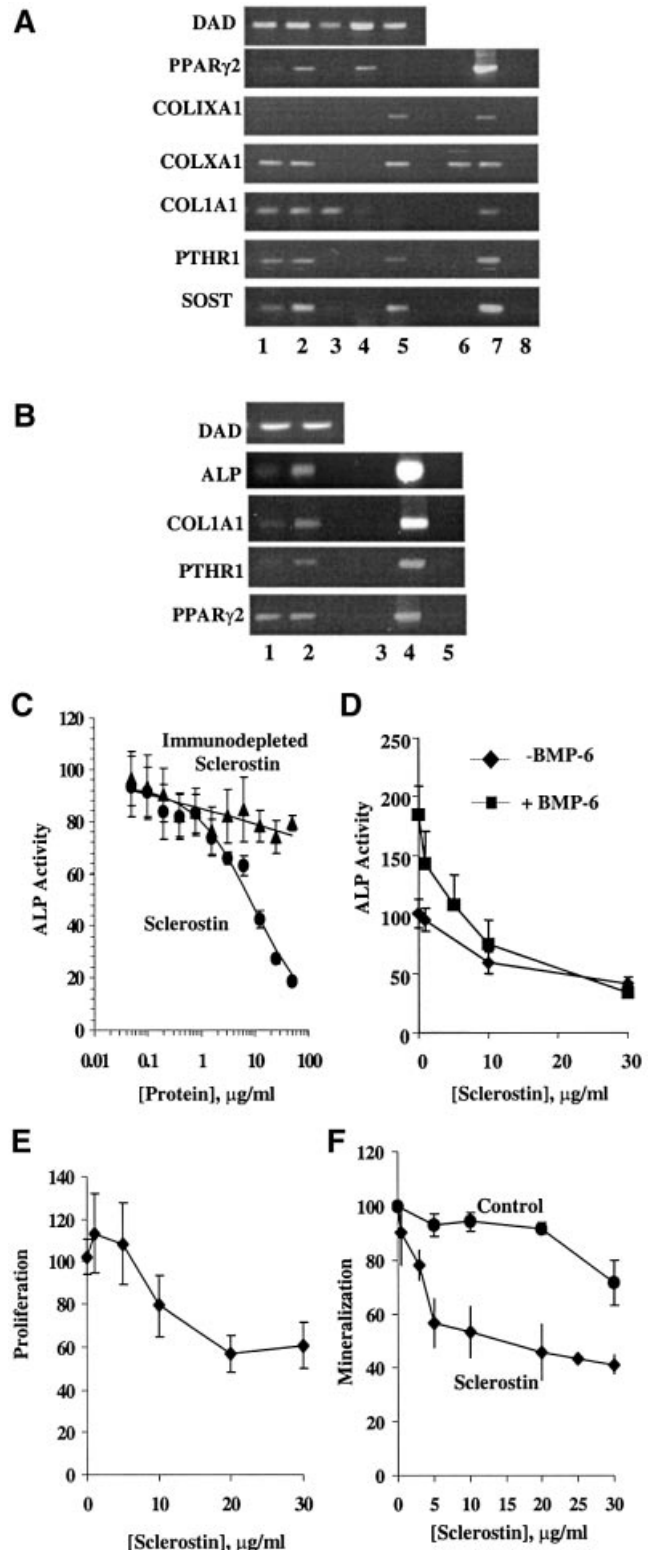 A
DAD
PPARγ2
COLIXA1
COLXA1
COL1A1
PTHR1
SOST
1 2 3 4 5 6 7 8
B
DAD
ALP
COL1A1
PTHR1
PPARγ2
1 2 3 4 5
C
120
100
80
60
40
20
0
ALP Activity
Immunodepleted
Sclerostin
Sclerostin
0.01 0.1 1 10 100
[Protein], μg/ml
D
250
200
150
100
50
0
ALP Activity
-BMP-6
+ BMP-6
0 10 20 30
[Sclerostin], μg/ml
E
140
120
100
80
60
40
20
0
Proliferation
0 10 20 30
[Sclerostin], μg/ml
F
120
100
80
60
40
20
0
Mineralization
Control
Sclerostin
0 5 10 15 20 25 30
[Sclerostin], μg/ml